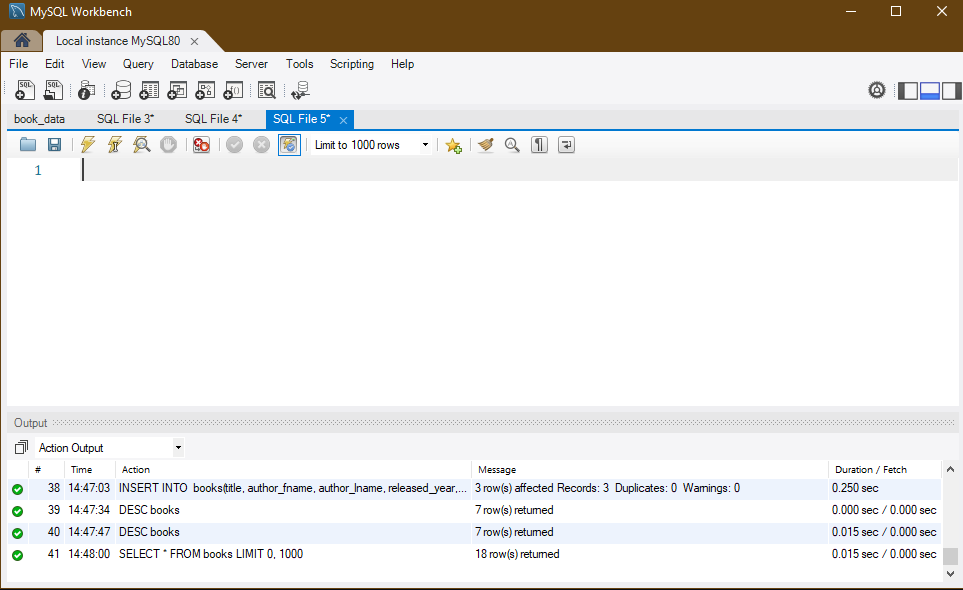 MySQL Workbench
Local instance MySQL80
File Edit View Query Database Server Tools Scripting Help
book_data SQL File 3* SQL File 4* SQL File 5*
Limit to 1000 rows
1
Output
Action Output
# Time Action Message Duration / Fetch
38 14:47:03 INSERT INTO books(title, author_fname, author_lname, released_year,... 3 row(s) affected Records: 3 Duplicates: 0 Warnings: 0 0.250 sec
39 14:47:34 DESC books 7 row(s) returned 0.000 sec / 0.000 sec
40 14:47:47 DESC books 7 row(s) returned 0.015 sec / 0.000 sec
41 14:48:00 SELECT * FROM books LIMIT 0, 1000 18 row(s) returned 0.015 sec / 0.000 sec